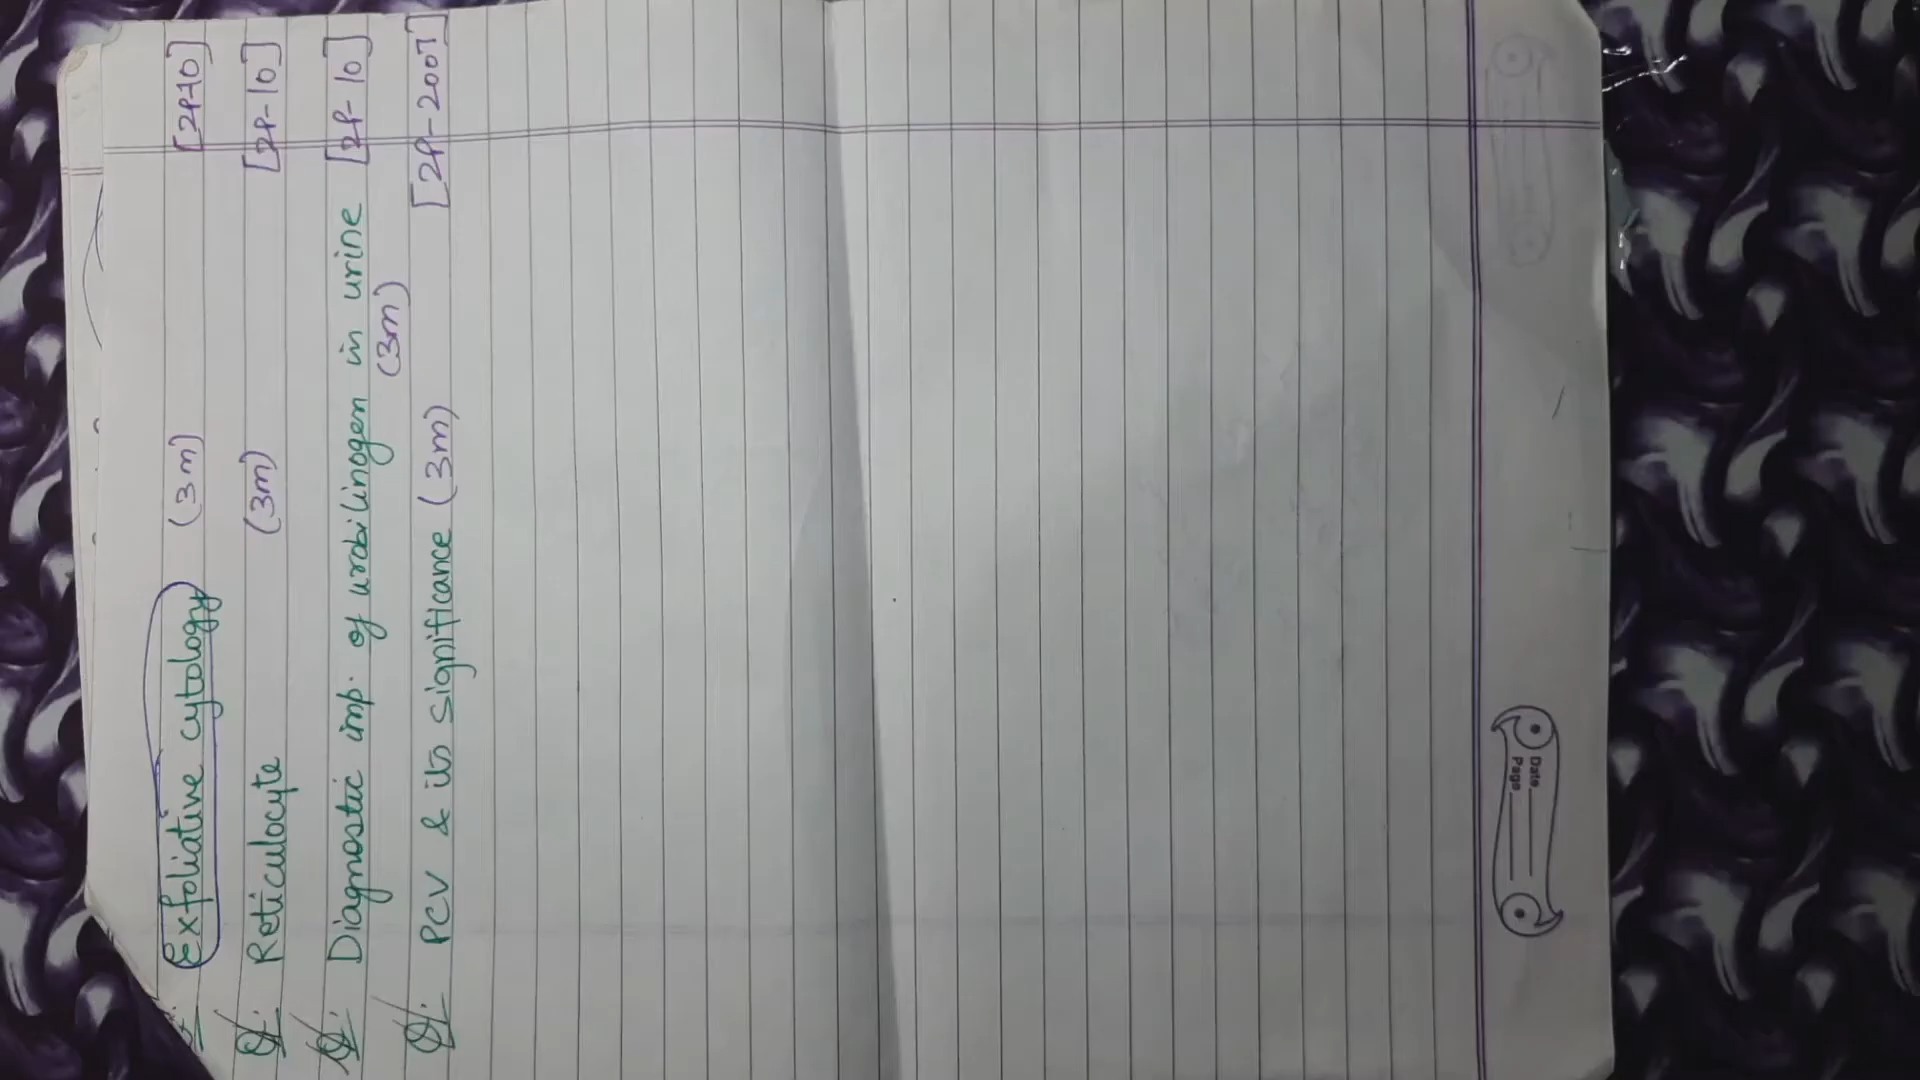 Q. Exfoliative cytology (3m) [2P-10]
Q. Reticulocyte (3m) [2P-10]
Q. Diagnostic imp. of urobilinogen in urine [2P-10]
(3m)
Q. PCV & its significance (3m) [2P-2007]
Date
Page